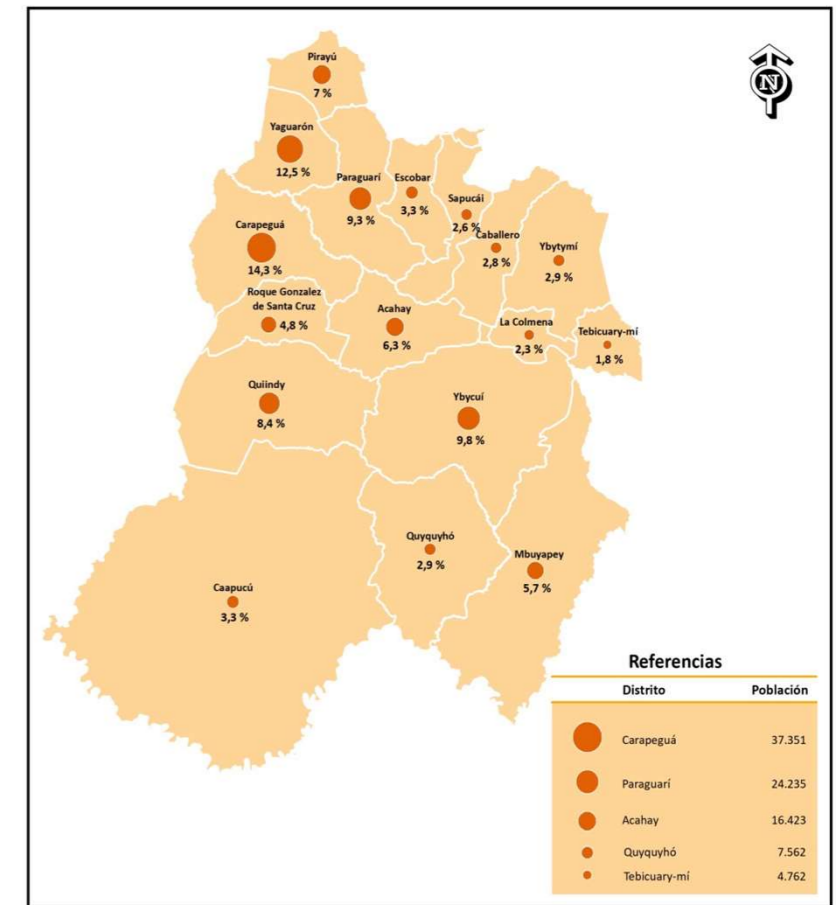 Pirayú
7 %
N
Yaguarón
12,5 %
Paraguarí
9,3 %
Escobar
3,3 %
Sapucái
2,6 %
Caballero
2,8 %
Ybytymí
2,9 %
Carapeguá
14,3 %
Roque Gonzalez
de Santa Cruz
4,8 %
Acahay
6,3 %
La Colmena
2,3 %
Tebicuary-mí
1,8 %
Quiindy
8,4 %
Ybycuí
9,8 %
Quyquyhó
2,9 %
Mbuyapey
5,7 %
Caapucú
3,3 %
Referencias
Distrito Población
Carapeguá 37.351
Paraguarí 24.235
Acahay 16.423
Quyquyhó 7.562
Tebicuary-mí 4.762